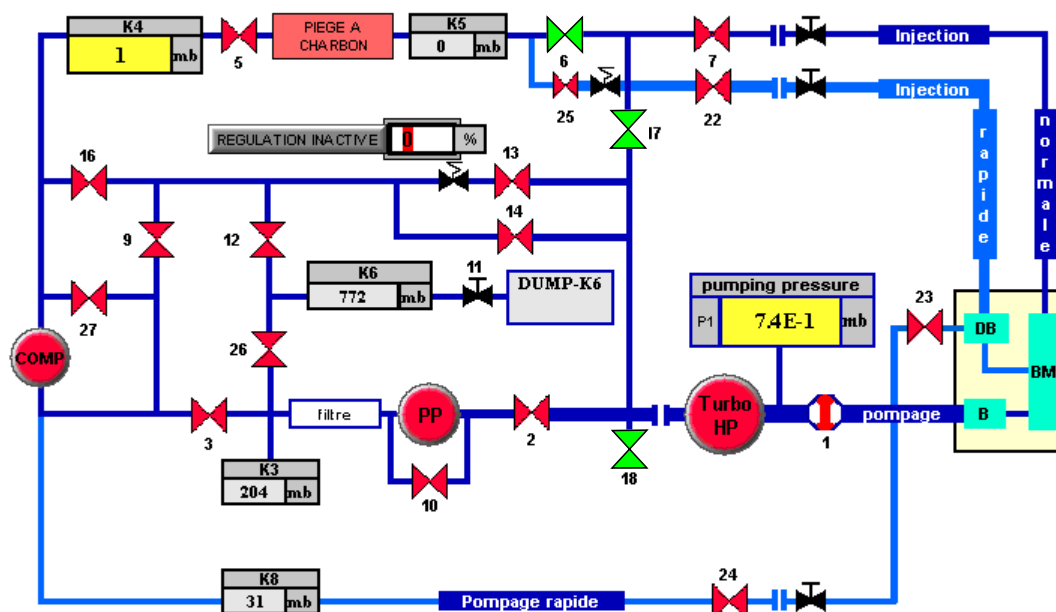 K4
1 mb
5
PIEGE A
CHARBON
K5
0 mb
6
7
Injection
25
22
Injection
I7
rapide
normale
REGULATION INACTIVE 0 %
16
13
14
9
12
27
26
K6
772 mb
11
DUMP-K6
pumping pressure
P1 7.4E-1 mb
23
DB
BM
B
COMP
3
filtre
PP
2
Turbo
HP
1
pompage
K3
204 mb
10
18
K8
31 mb
Pompage rapide
24